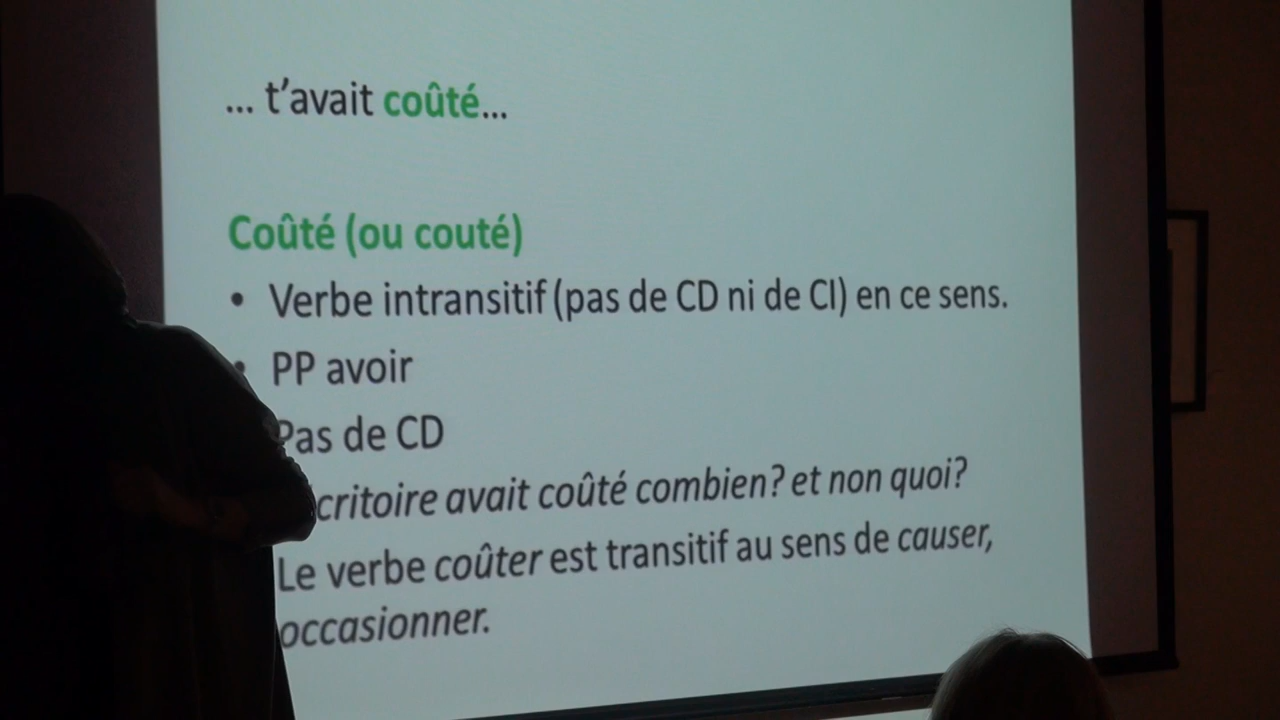 ... t’avait coûté...
Coûté (ou couté)
• Verbe intransitif (pas de CD ni de CI) en ce sens.
• PP avoir
Pas de CD
critoire avait coûté combien? et non quoi?
Le verbe coûter est transitif au sens de causer,
occasionner.